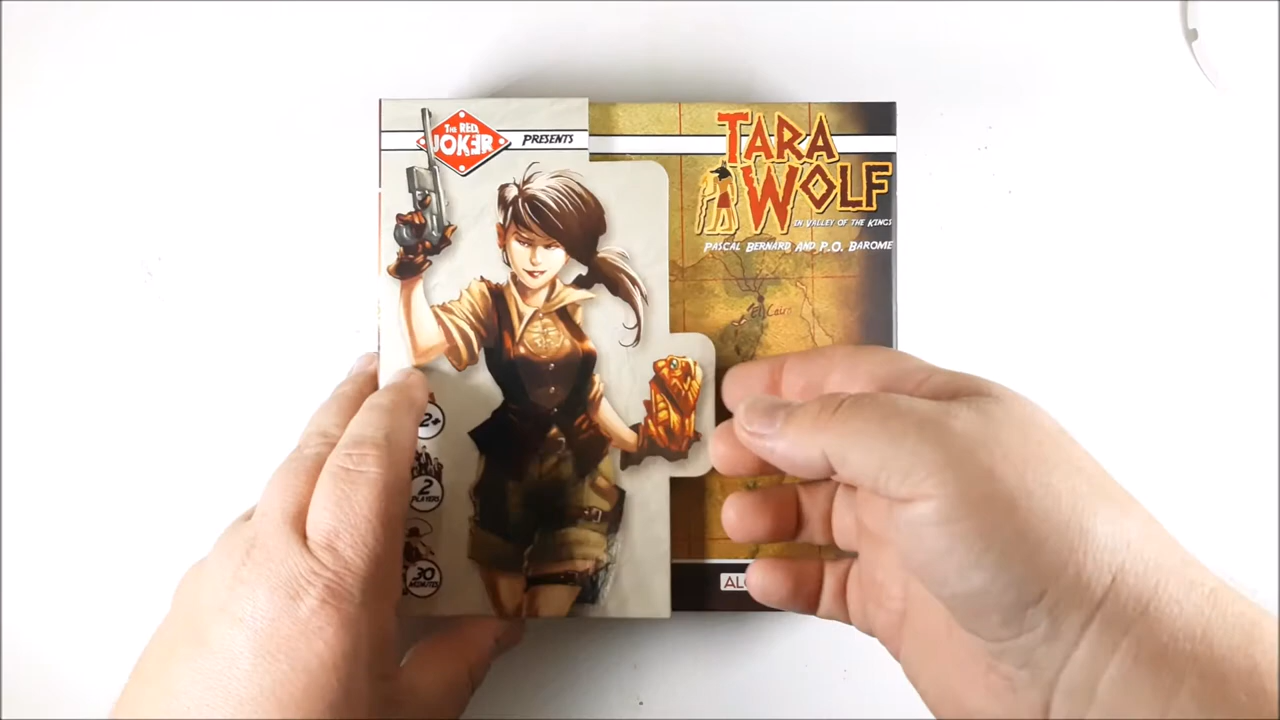 THE RED
JOKER
PRESENTS
TARA
WOLF
IN VALLEY OF THE KINGS
PASCAL BERNARD AND P.O. BAROME
El Cairo
2+
2
PLAYERS
30
MINUTES